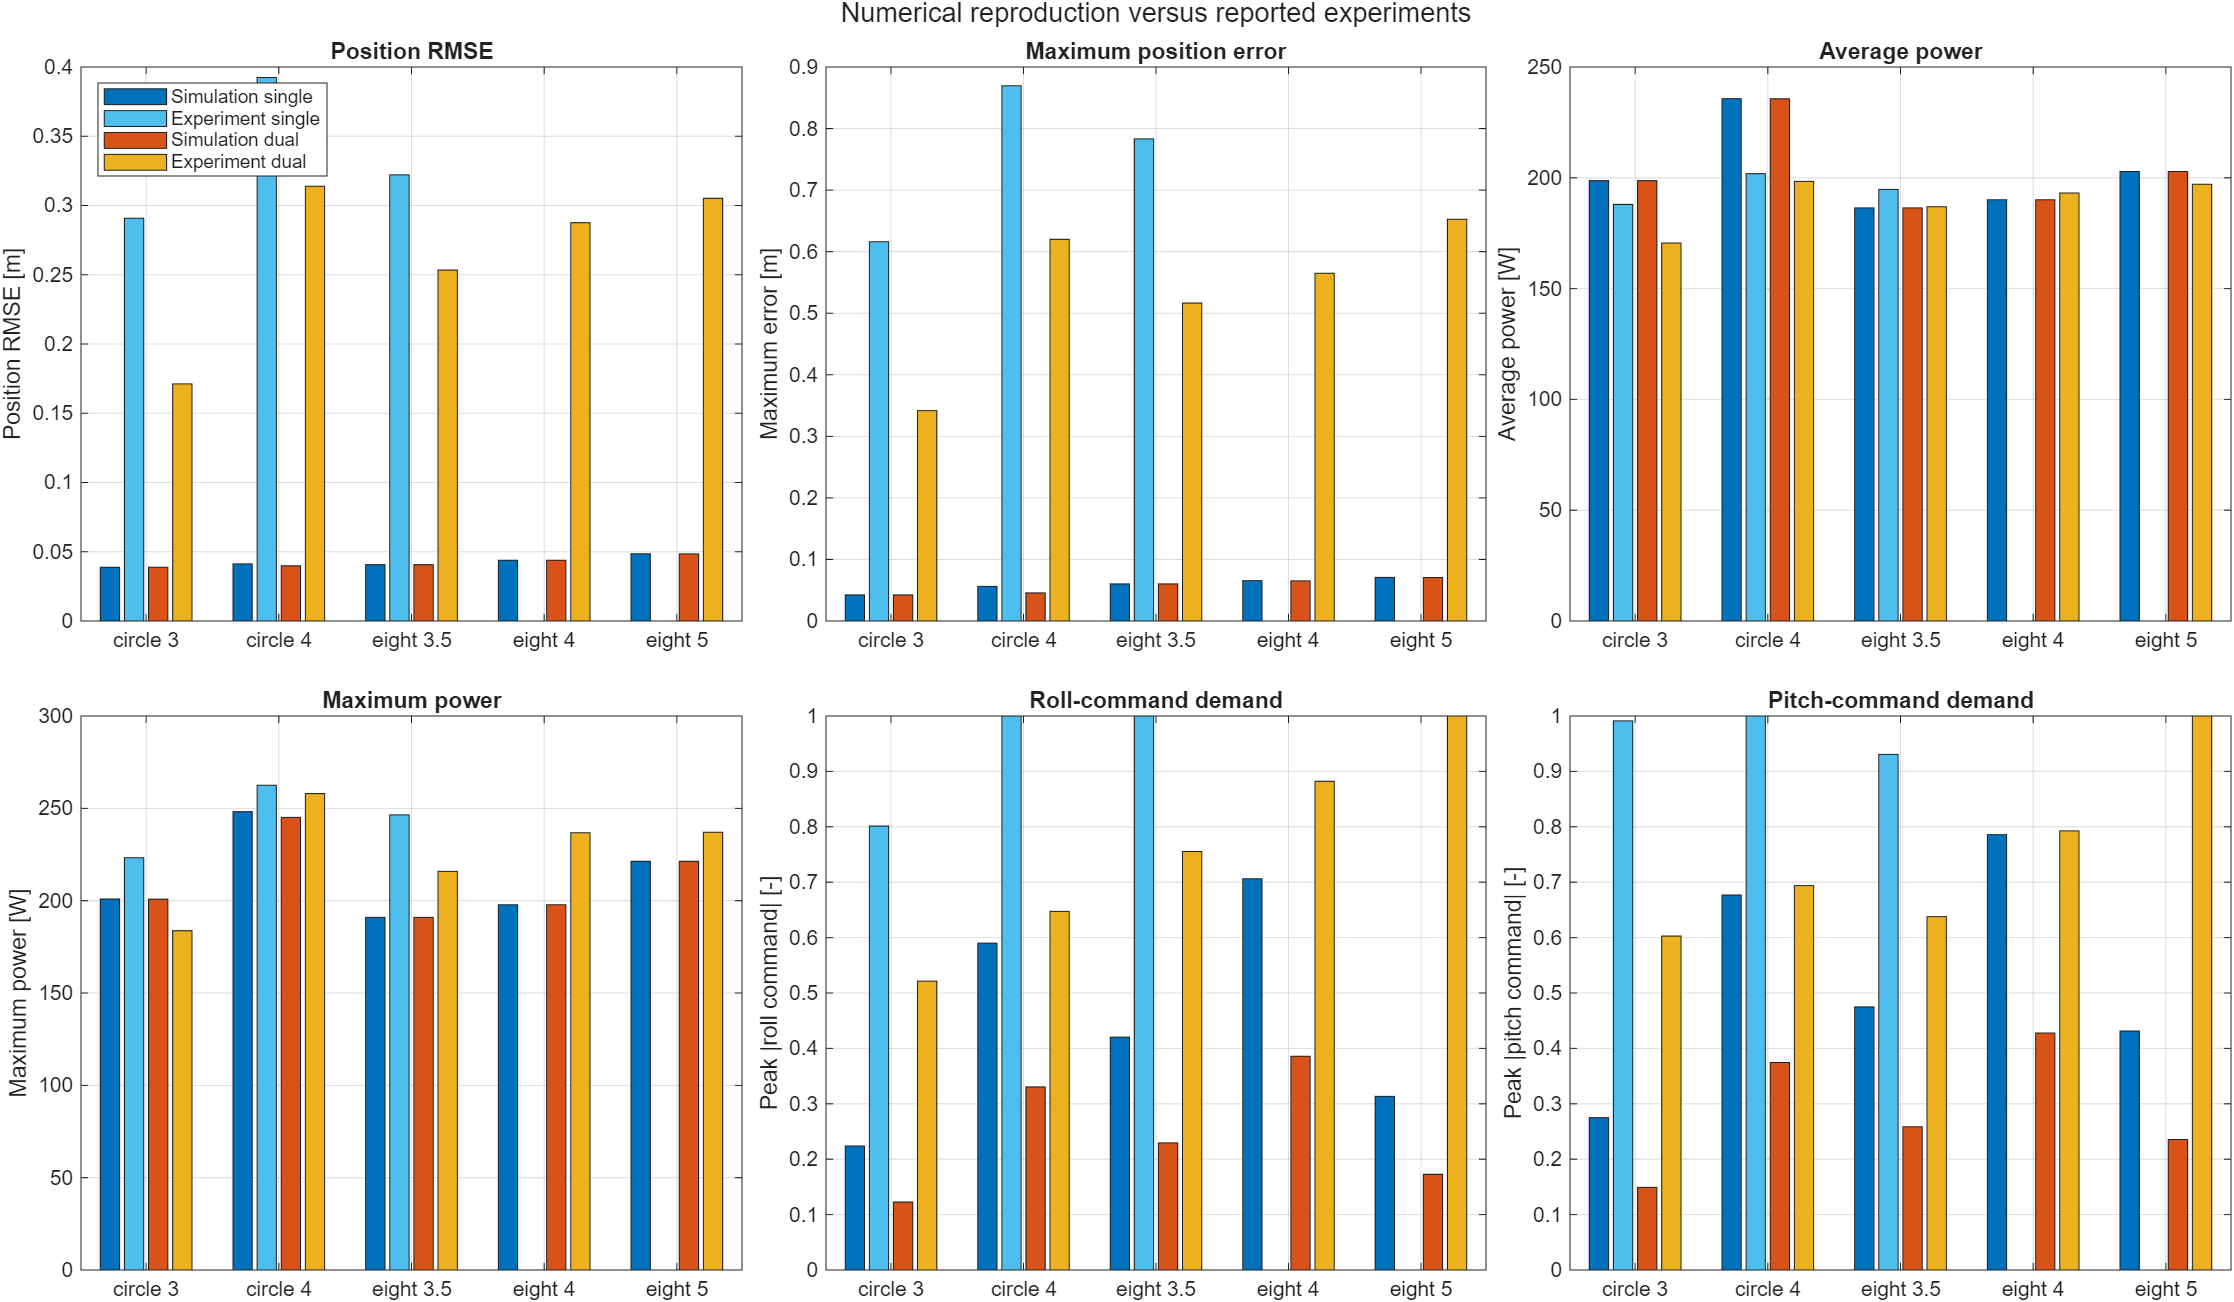 Numerical reproduction versus reported experiments
Position RMSE
Position RMSE [m]
0.4
0.35
0.3
0.25
0.2
0.15
0.1
0.05
0
Simulation single
Experiment single
Simulation dual
Experiment dual
circle 3 circle 4 eight 3.5 eight 4 eight 5
Maximum position error
Maximum error [m]
0.9
0.8
0.7
0.6
0.5
0.4
0.3
0.2
0.1
0
circle 3 circle 4 eight 3.5 eight 4 eight 5
Average power
Average power [W]
250
200
150
100
50
0
circle 3 circle 4 eight 3.5 eight 4 eight 5
Maximum power
Maximum power [W]
300
250
200
150
100
50
0
circle 3 circle 4 eight 3.5 eight 4 eight 5
Roll-command demand
Peak |roll command| [-]
1
0.9
0.8
0.7
0.6
0.5
0.4
0.3
0.2
0.1
0
circle 3 circle 4 eight 3.5 eight 4 eight 5
Pitch-command demand
Peak |pitch command| [-]
1
0.9
0.8
0.7
0.6
0.5
0.4
0.3
0.2
0.1
0
circle 3 circle 4 eight 3.5 eight 4 eight 5